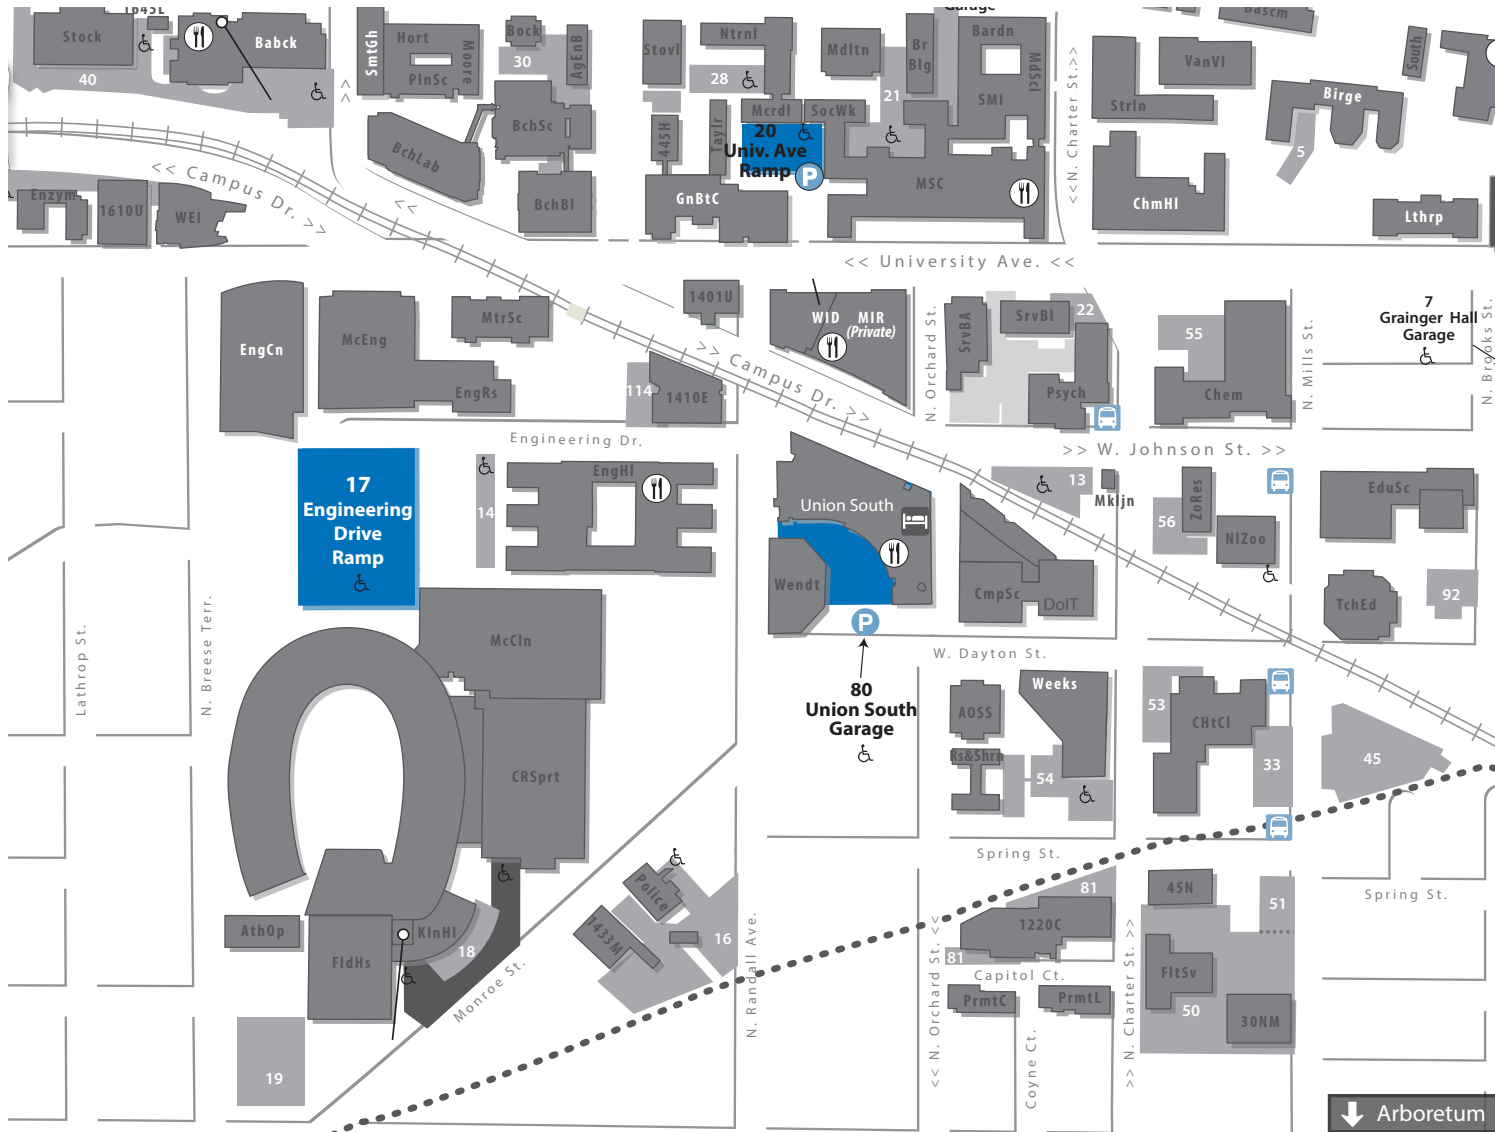 1645L
Garage
Stock
Babck
SmtGh
Hort
Moore
PlnSc
Bock
30
AgEnB
Stovl
Ntrnl
28
Mdltn
Br
Blg
Bardn
MdSci
SMI
21
<<N. Charter St.>>
VanVl
Bascm
South
Strln
Birge
5
40
BchSc
BchLab
BchBl
445H
Taylr
Mcrdl
SocWk
20
Univ. Ave
Ramp
P
MSC
GnBtC
ChmHl
Lthrp
<< Campus Dr. >>
<<
<<
Enzym
1610U
WEI
<< University Ave. <<
EngCn
McEng
MtrSc
EngRs
1401U
114
1410E
>> Campus Dr. >>
WID
MIR
(Private)
N. Orchard St.
SrvBA
SrvBl
22
Psych
55
Chem
N. Mills St.
7
Grainger Hall
Garage
N. Brooks St.
Engineering Dr.
>> W. Johnson St. >>
17
Engineering
Drive
Ramp
14
EngHl
Union South
Wendt
P
CmpSc
DoIT
13
Mkljn
56
ZoRes
NIZoo
EduSc
TchEd
92
W. Dayton St.
Lathrop St.
N. Breese Terr.
McCln
CRSprt
80
Union South
Garage
AOSS
Rs&Shrn
Weeks
54
53
CHtCl
33
45
Spring St.
Spring St.
AthOp
FldHs
KlnHl
18
Monroe St.
Police
1433M
16
N. Randall Ave.
81
1220C
81
Capitol Ct.
PrmtC
PrmtL
<< N. Orchard St. <<
Coyne Ct.
>> N. Charter St. >>
45N
51
FltSv
50
30NM
19
Arboretum